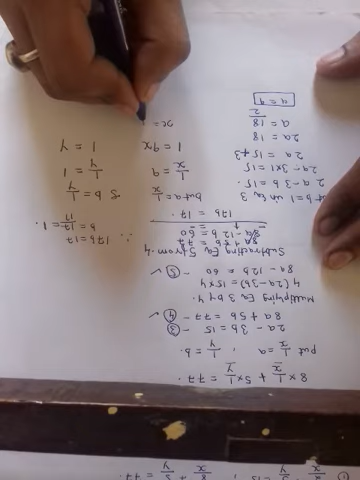 8 × 1/x + 5 × 1/y = 77.
put 1/x = a , 1/y = b.
2a - 3b = 15 - ③
8a + 5b = 77 - ④
Multiplying Eq 3 by 4
4(2a - 3b) = 15 × 4
8a - 12b = 60 - ⑤
Subtracting Eq 5 from 4.
8a + 5b = 77
8a - 12b = 60
17b = 17.
∴ 17b = 17
b = 17/17 = 1.
put b = 1 in Eq 3
2a - 3b = 15.
2a - 3×1 = 15
2a = 15 + 3
2a = 18
a = 18/2
a = 9
but a = 1/x
1/x = 9
1 = 9x
x =
& b = 1/y
1/y = 1
1 = y